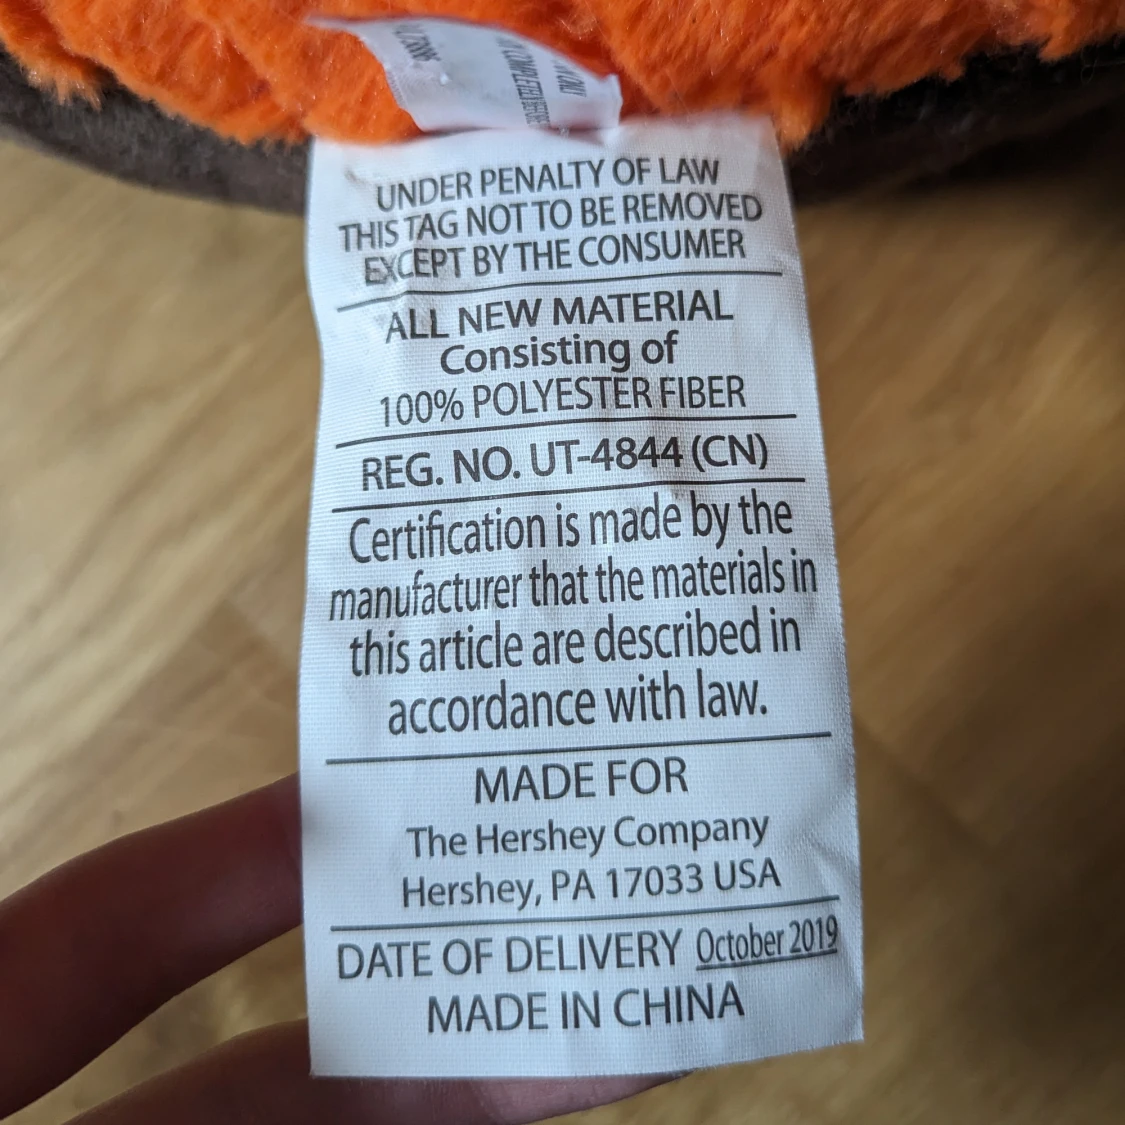 UNDER PENALTY OF LAW
THIS TAG NOT TO BE REMOVED
EXCEPT BY THE CONSUMER
ALL NEW MATERIAL
Consisting of
100% POLYESTER FIBER
REG. NO. UT-4844 (CN)
Certification is made by the
manufacturer that the materials in
this article are described in
accordance with law.
MADE FOR
The Hershey Company
Hershey, PA 17033 USA
DATE OF DELIVERY October 2019
MADE IN CHINA